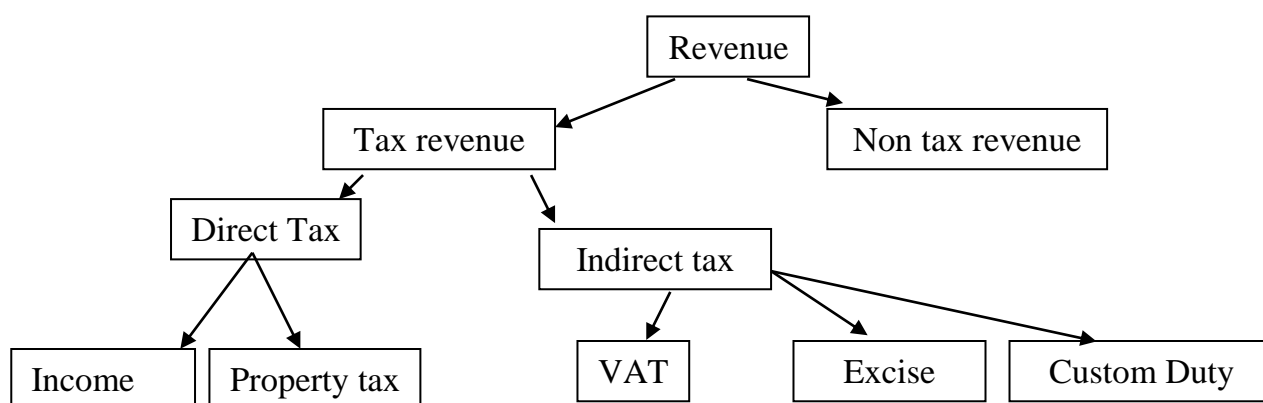 Revenue
Tax revenue
Non tax revenue
Direct Tax
Indirect tax
Income
Property tax
VAT
Excise
Custom Duty